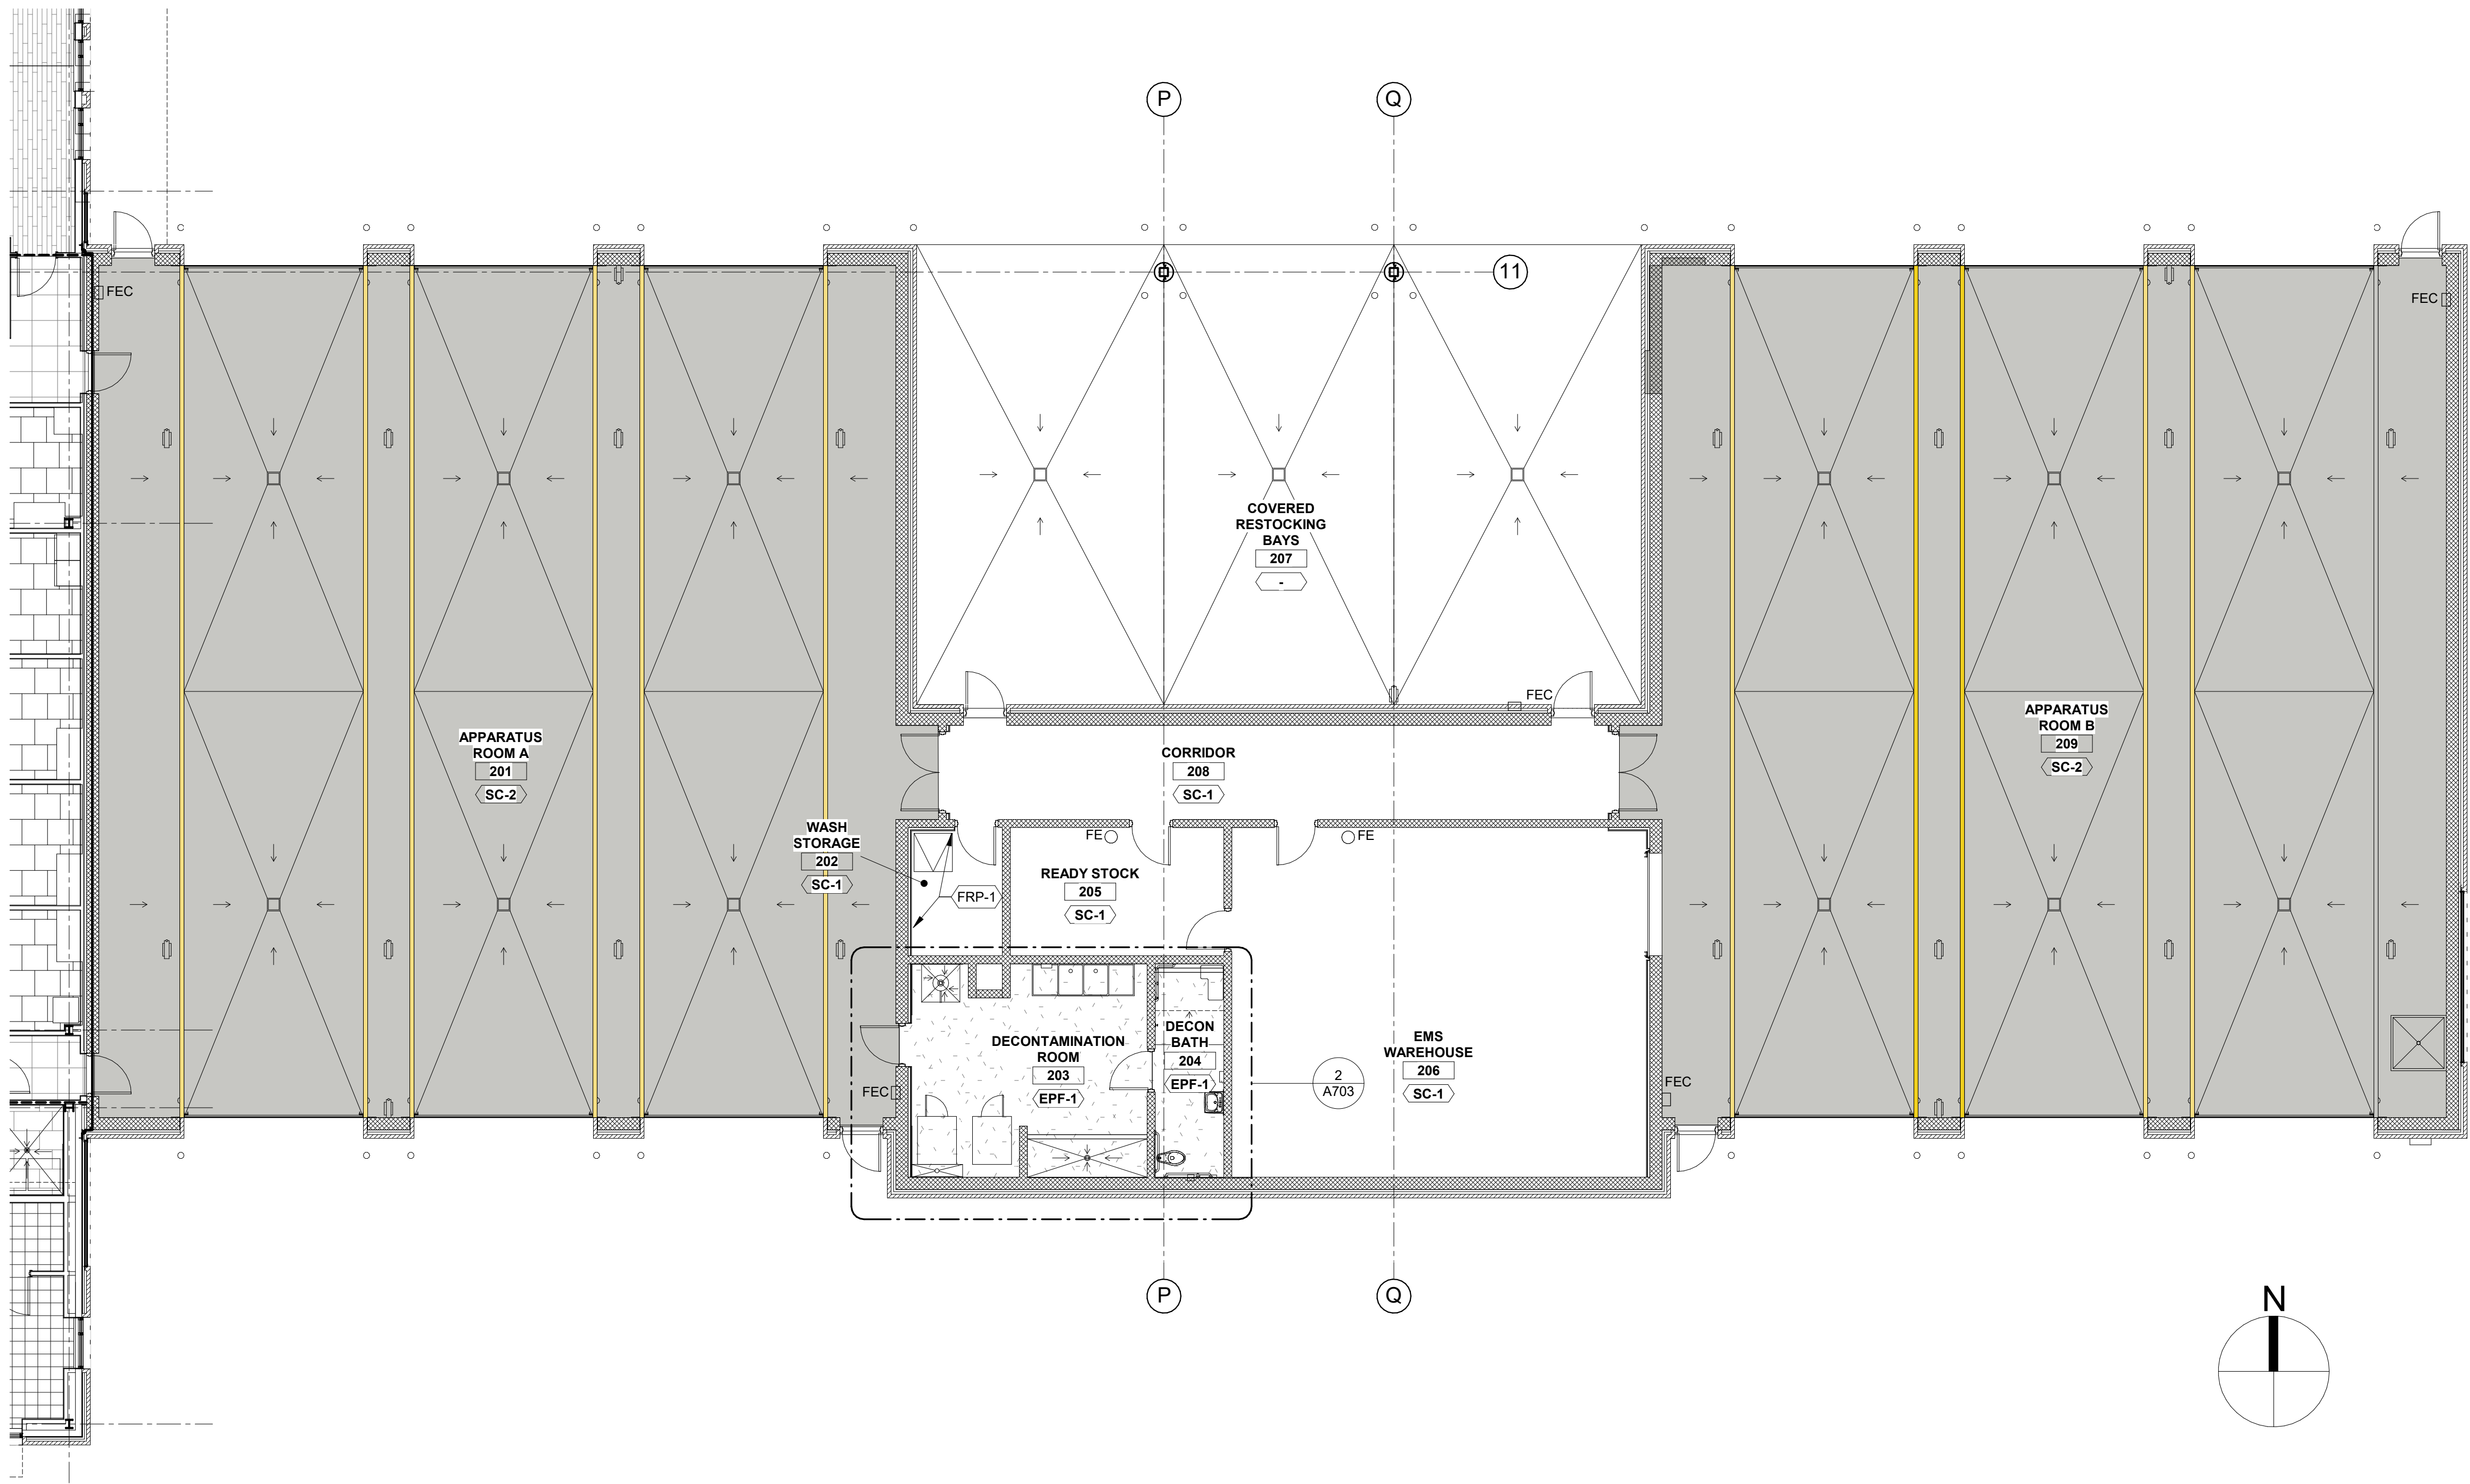 P
Q
11
FEC
FEC
COVERED
RESTOCKING
BAYS
207
-
FEC
APPARATUS
ROOM A
201
SC-2
CORRIDOR
208
SC-1
APPARATUS
ROOM B
209
SC-2
WASH
STORAGE
202
SC-1
FE
FE
FRP-1
READY STOCK
205
SC-1
DECONTAMINATION
ROOM
203
EPF-1
DECON
BATH
204
EPF-1
EMS
WAREHOUSE
206
SC-1
2
A703
FEC
FEC
P
Q
N